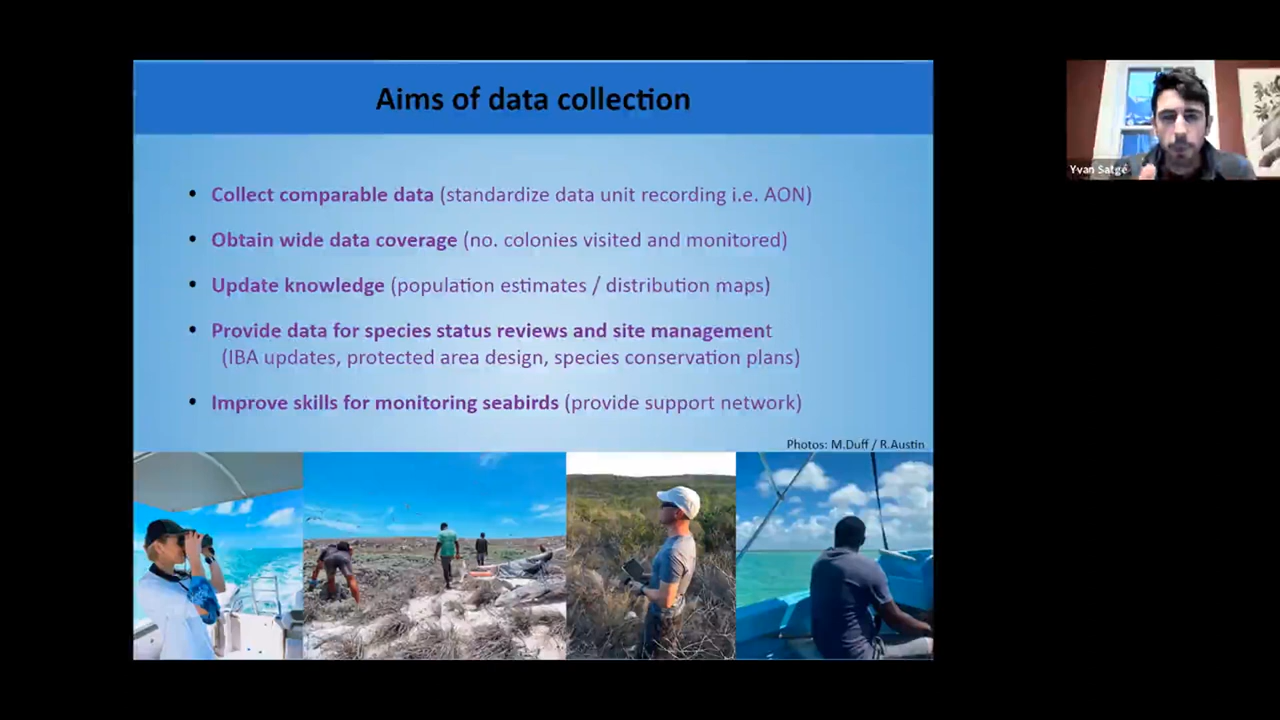 Aims of data collection
• Collect comparable data (standardize data unit recording i.e. AON)
• Obtain wide data coverage (no. colonies visited and monitored)
• Update knowledge (population estimates / distribution maps)
• Provide data for species status reviews and site management
(IBA updates, protected area design, species conservation plans)
• Improve skills for monitoring seabirds (provide support network)
Photos: M.Duff / R.Austin
Yvan Satgé